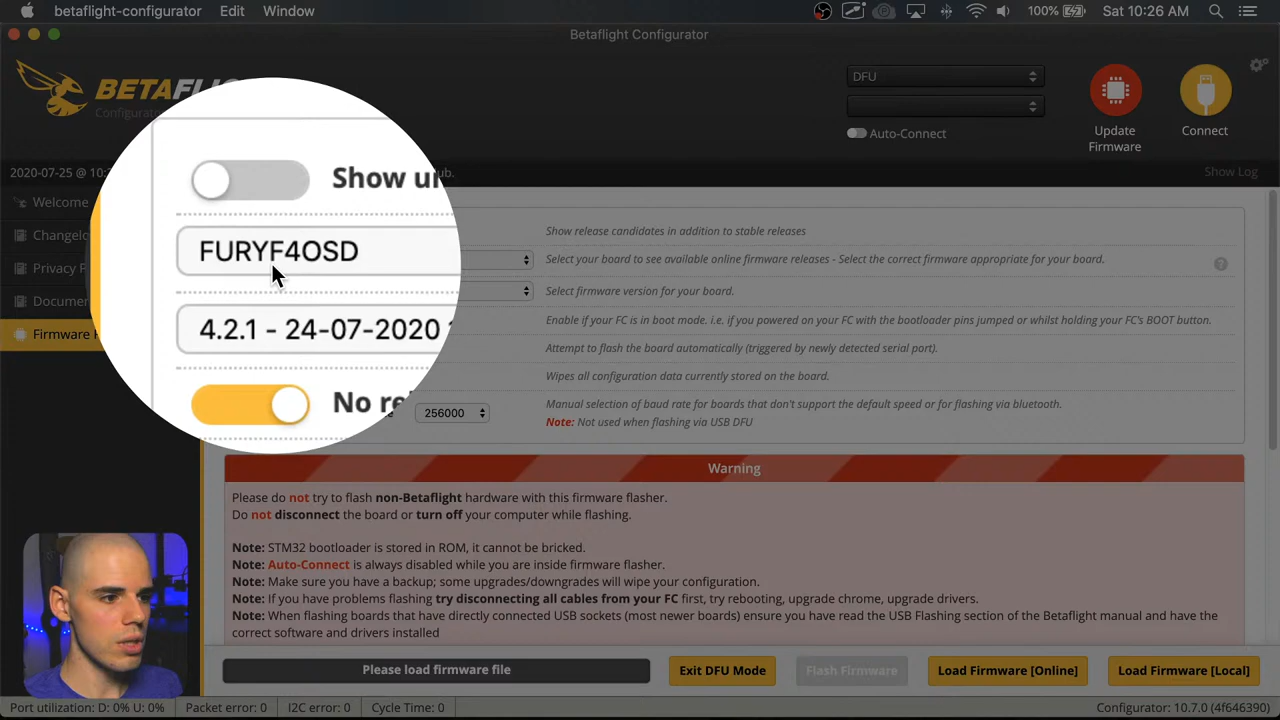 betaflight-configurator Edit Window 100% Sat 10:26 AM
Betaflight Configurator
BETAFLIG
Configurator
DFU
Auto-Connect
Update Firmware
Connect
2020-07-25 @ 10:
ub.
Show Log
Welcome
Changelo
Privacy P
Documen
Firmware F
Show un
FURYF4OSD
4.2.1 - 24-07-2020
No re
256000
Show release candidates in addition to stable releases
Select your board to see available online firmware releases - Select the correct firmware appropriate for your board.
Select firmware version for your board.
Enable if your FC is in boot mode. i.e. if you powered on your FC with the bootloader pins jumped or whilst holding your FC's BOOT button.
Attempt to flash the board automatically (triggered by newly detected serial port).
Wipes all configuration data currently stored on the board.
Manual selection of baud rate for boards that don't support the default speed or for flashing via bluetooth.
Note: Not used when flashing via USB DFU
Warning
Please do not try to flash non-Betaflight hardware with this firmware flasher.
Do not disconnect the board or turn off your computer while flashing.
Note: STM32 bootloader is stored in ROM, it cannot be bricked.
Note: Auto-Connect is always disabled while you are inside firmware flasher.
Note: Make sure you have a backup; some upgrades/downgrades will wipe your configuration.
Note: If you have problems flashing try disconnecting all cables from your FC first, try rebooting, upgrade chrome, upgrade drivers.
Note: When flashing boards that have directly connected USB sockets (most newer boards) ensure you have read the USB Flashing section of the Betaflight manual and have the
correct software and drivers installed
Please load firmware file
Exit DFU Mode
Flash Firmware
Load Firmware [Online]
Load Firmware [Local]
Port utilization: D: 0% U: 0% Packet error: 0 I2C error: 0 Cycle Time: 0 Configurator: 10.7.0 (4f646390)